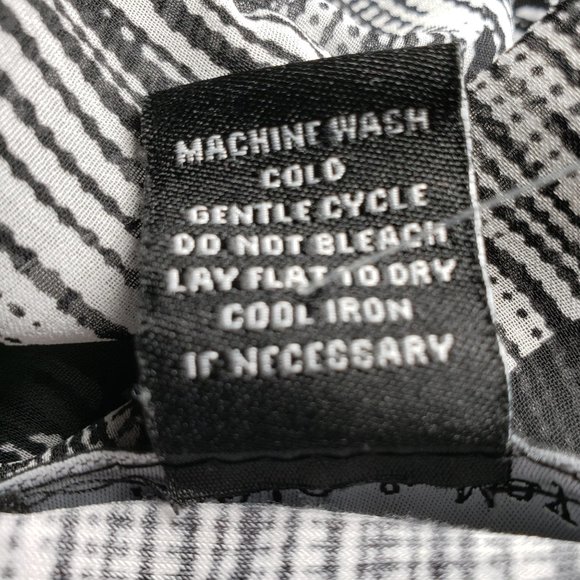 MACHINE WASH
COLD
GENTLE CYCLE
DO NOT BLEACH
LAY FLAT TO DRY
COOL IRON
IF NECESSARY